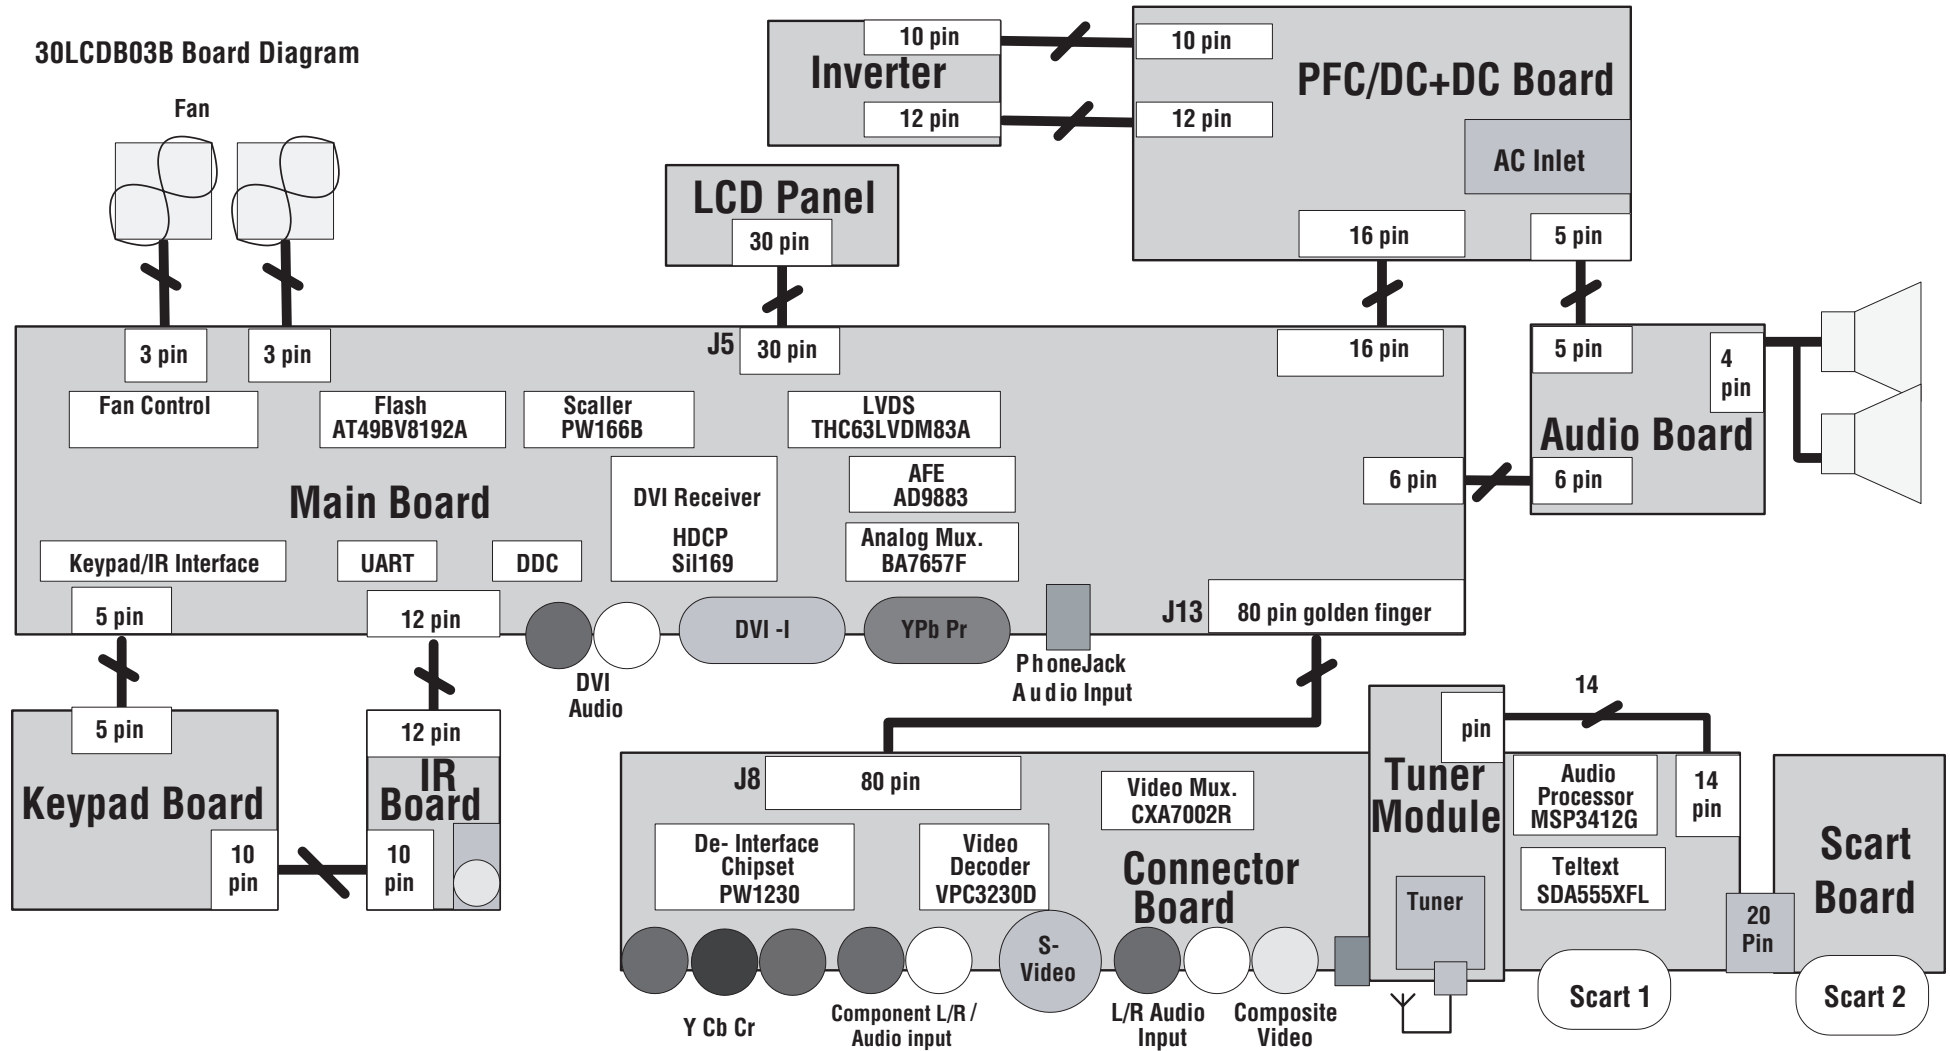 30LCDB03B Board Diagram
Fan
10 pin
Inverter
12 pin
10 pin
PFC/DC+DC Board
12 pin
AC Inlet
16 pin
5 pin
LCD Panel
30 pin
3 pin
3 pin
J5
30 pin
16 pin
5 pin
4
pin
Audio Board
6 pin
6 pin
Fan Control
Flash
AT49BV8192A
Scaller
PW166B
LVDS
THC63LVDM83A
Main Board
DVI Receiver
HDCP
Sil169
AFE
AD9883
Analog Mux.
BA7657F
Keypad/IR Interface
UART
DDC
5 pin
12 pin
DVI
Audio
DVI -I
YPb Pr
PhoneJack
Audio Input
J13
80 pin golden finger
5 pin
Keypad Board
10
pin
12 pin
IR
Board
10
pin
J8
80 pin
Video Mux.
CXA7002R
De- Interface
Chipset
PW1230
Video
Decoder
VPC3230D
Connector
Board
pin
14
Tuner
Module
Tuner
Audio
Processor
MSP3412G
14
pin
Teltext
SDA555XFL
20
Pin
Scart
Board
S-
Video
Y Cb Cr
Component L/R /
Audio input
L/R Audio
Input
Composite
Video
Scart 1
Scart 2